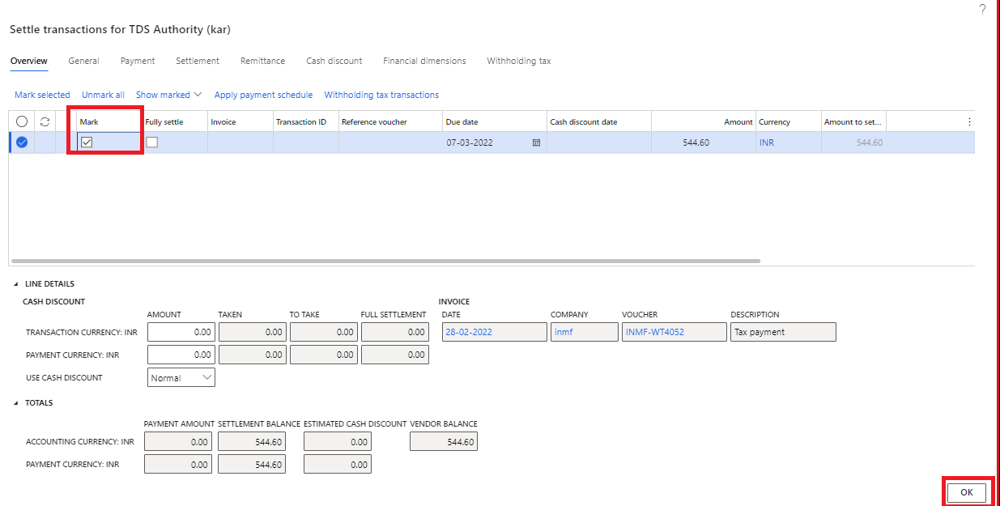 ?
Settle transactions for TDS Authority (kar)
Overview General Payment Settlement Remittance Cash discount Financial dimensions Withholding tax
Mark selected Unmark all Show marked Apply payment schedule Withholding tax transactions
Mark Fully settle Invoice Transaction ID Reference voucher Due date Cash discount date Amount Currency Amount to set...
07-03-2022 544.60 INR 544.60
LINE DETAILS
CASH DISCOUNT INVOICE
AMOUNT TAKEN TO TAKE FULL SETTLEMENT DATE COMPANY VOUCHER DESCRIPTION
TRANSACTION CURRENCY: INR 0.00 0.00 0.00 0.00 28-02-2022 inmf INMF-WT4052 Tax payment
PAYMENT CURRENCY: INR 0.00 0.00 0.00 0.00
USE CASH DISCOUNT Normal
TOTALS
PAYMENT AMOUNT SETTLEMENT BALANCE ESTIMATED CASH DISCOUNT VENDOR BALANCE
ACCOUNTING CURRENCY: INR 0.00 544.60 0.00 544.60
PAYMENT CURRENCY: INR 0.00 544.60 0.00
OK